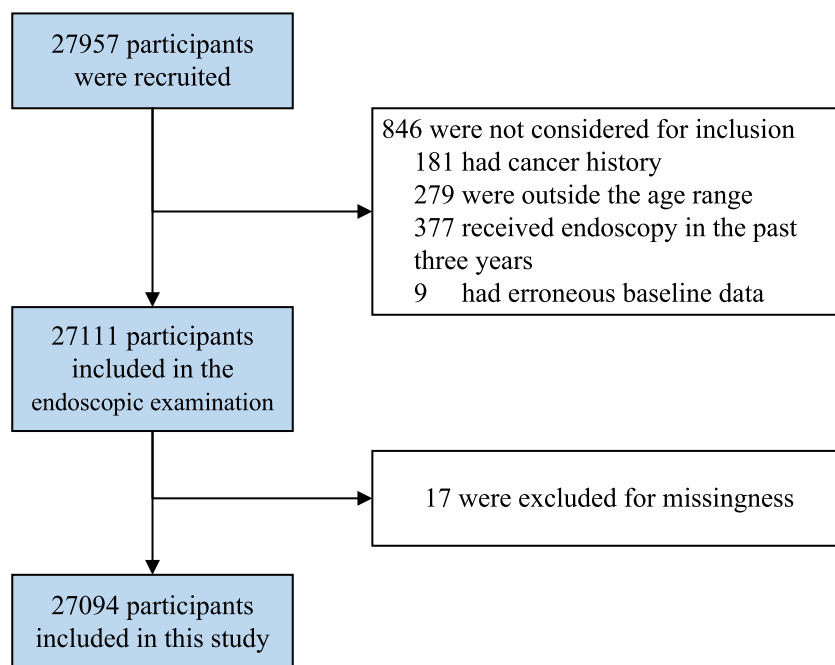 27957 participants
were recruited
846 were not considered for inclusion
181 had cancer history
279 were outside the age range
377 received endoscopy in the past
three years
9 had erroneous baseline data
27111 participants
included in the
endoscopic examination
17 were excluded for missingness
27094 participants
included in this study